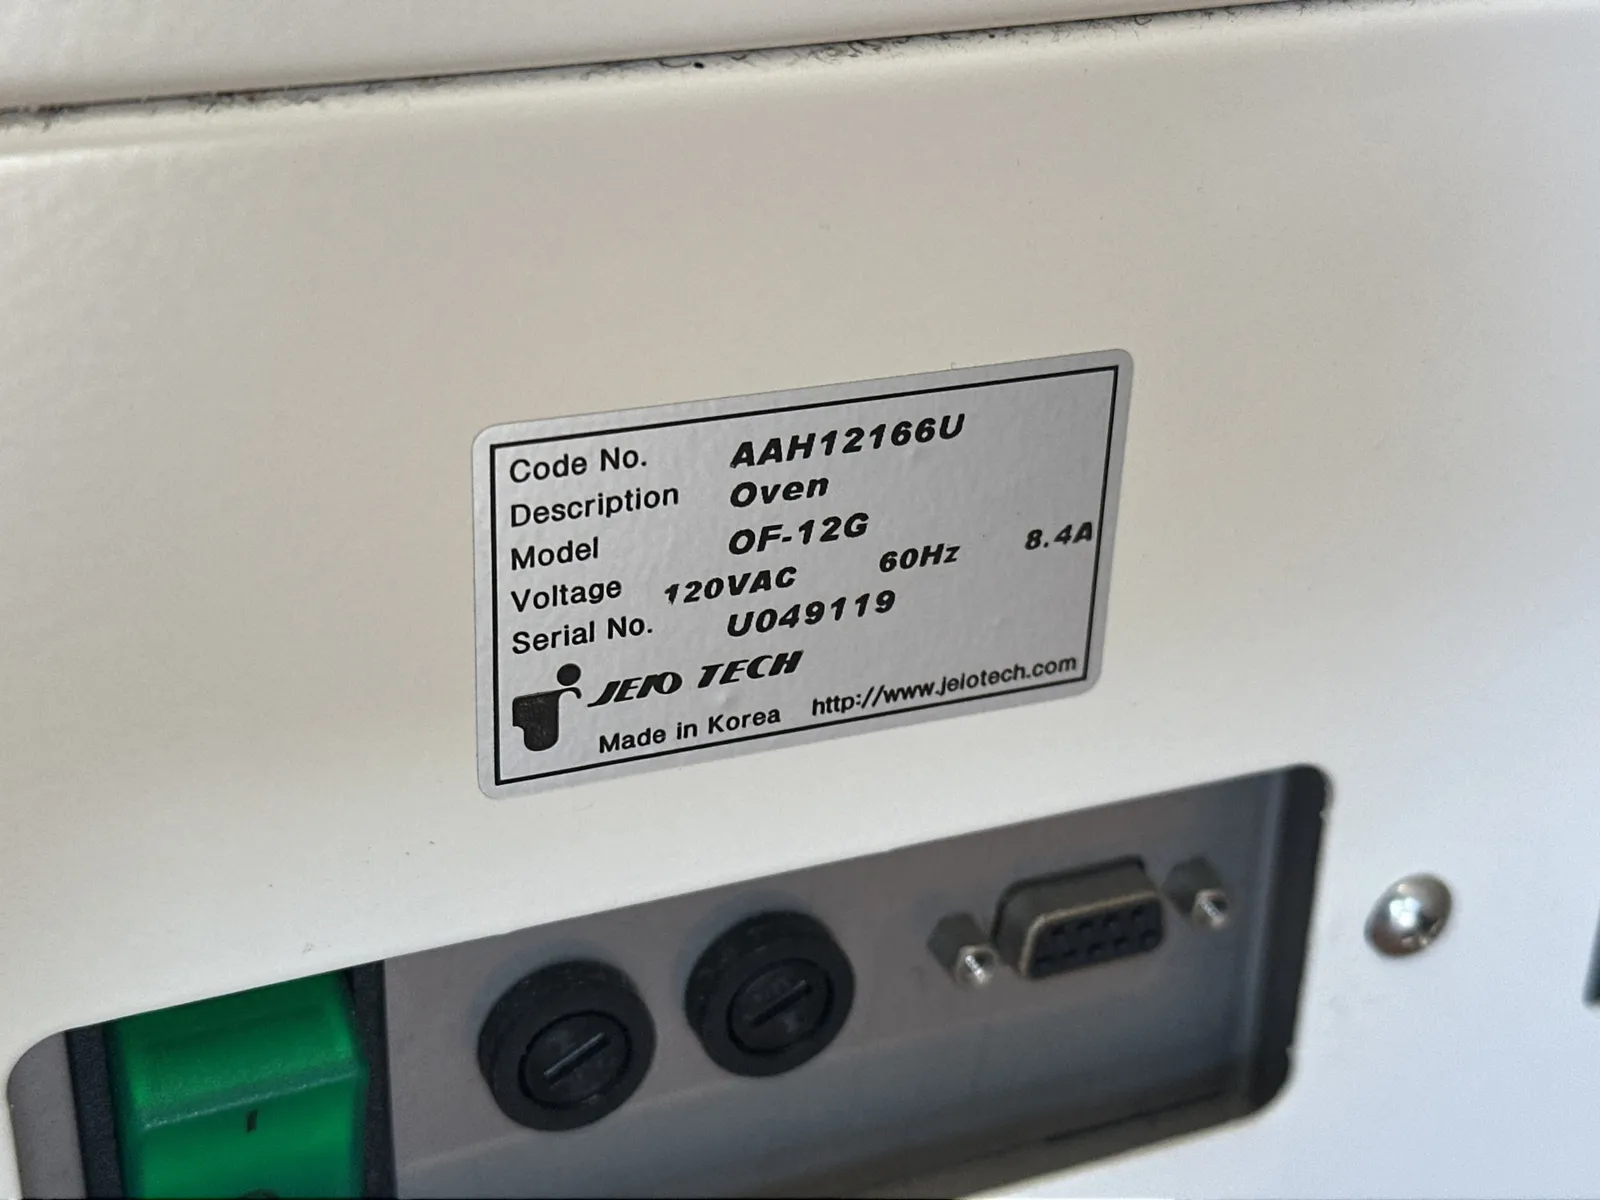 Code No. AAH12166U
Description Oven
Model OF-12G
Voltage 120VAC 60Hz 8.4A
Serial No. U049119
JEIO TECH
Made in Korea http://www.jeiotech.com